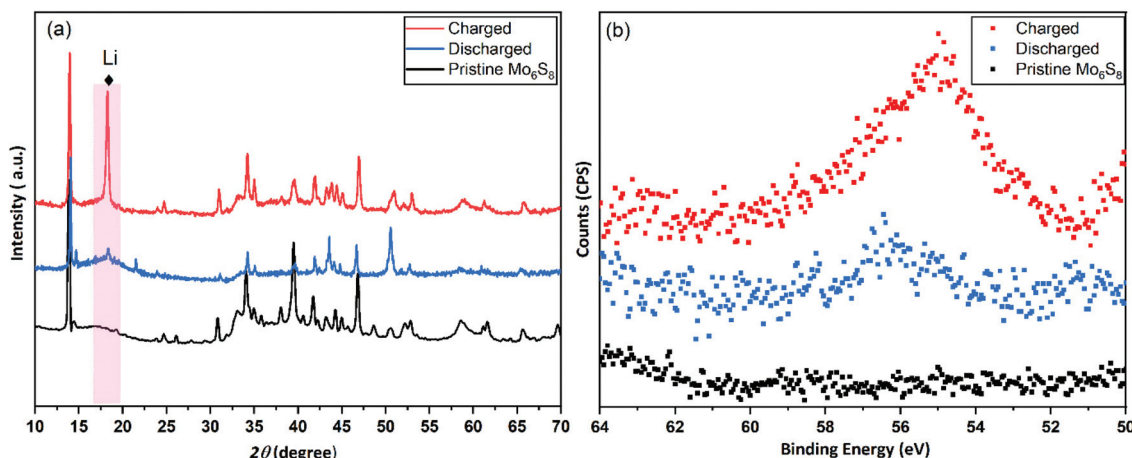 (a)
Charged
Discharged
Pristine Mo₆S₈
Li
Intensity ( a.u.)
10 15 20 25 30 35 40 45 50 55 60 65 70
2θ (degree)
(b)
Charged
Discharged
Pristine Mo₆S₈
Counts (CPS)
64 62 60 58 56 54 52 50
Binding Energy (eV)